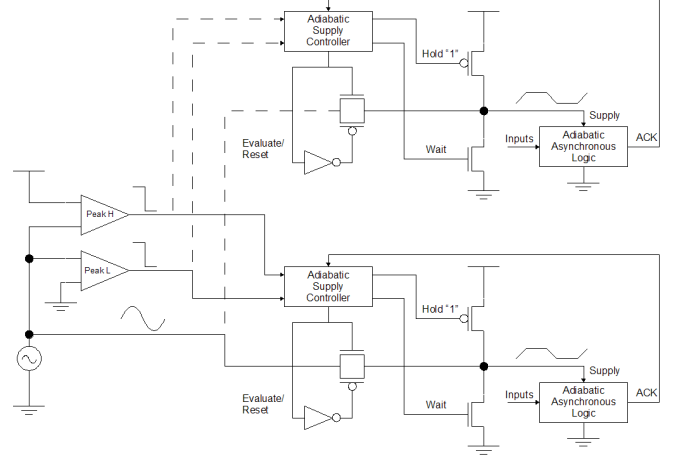 Adiabatic
Supply
Controller
Hold "1"
Supply
Evaluate/
Reset
Wait
Inputs
Adiabatic
Asynchronous
Logic
ACK
Peak H
Peak L
Adiabatic
Supply
Controller
Hold "1"
Supply
Evaluate/
Reset
Wait
Inputs
Adiabatic
Asynchronous
Logic
ACK